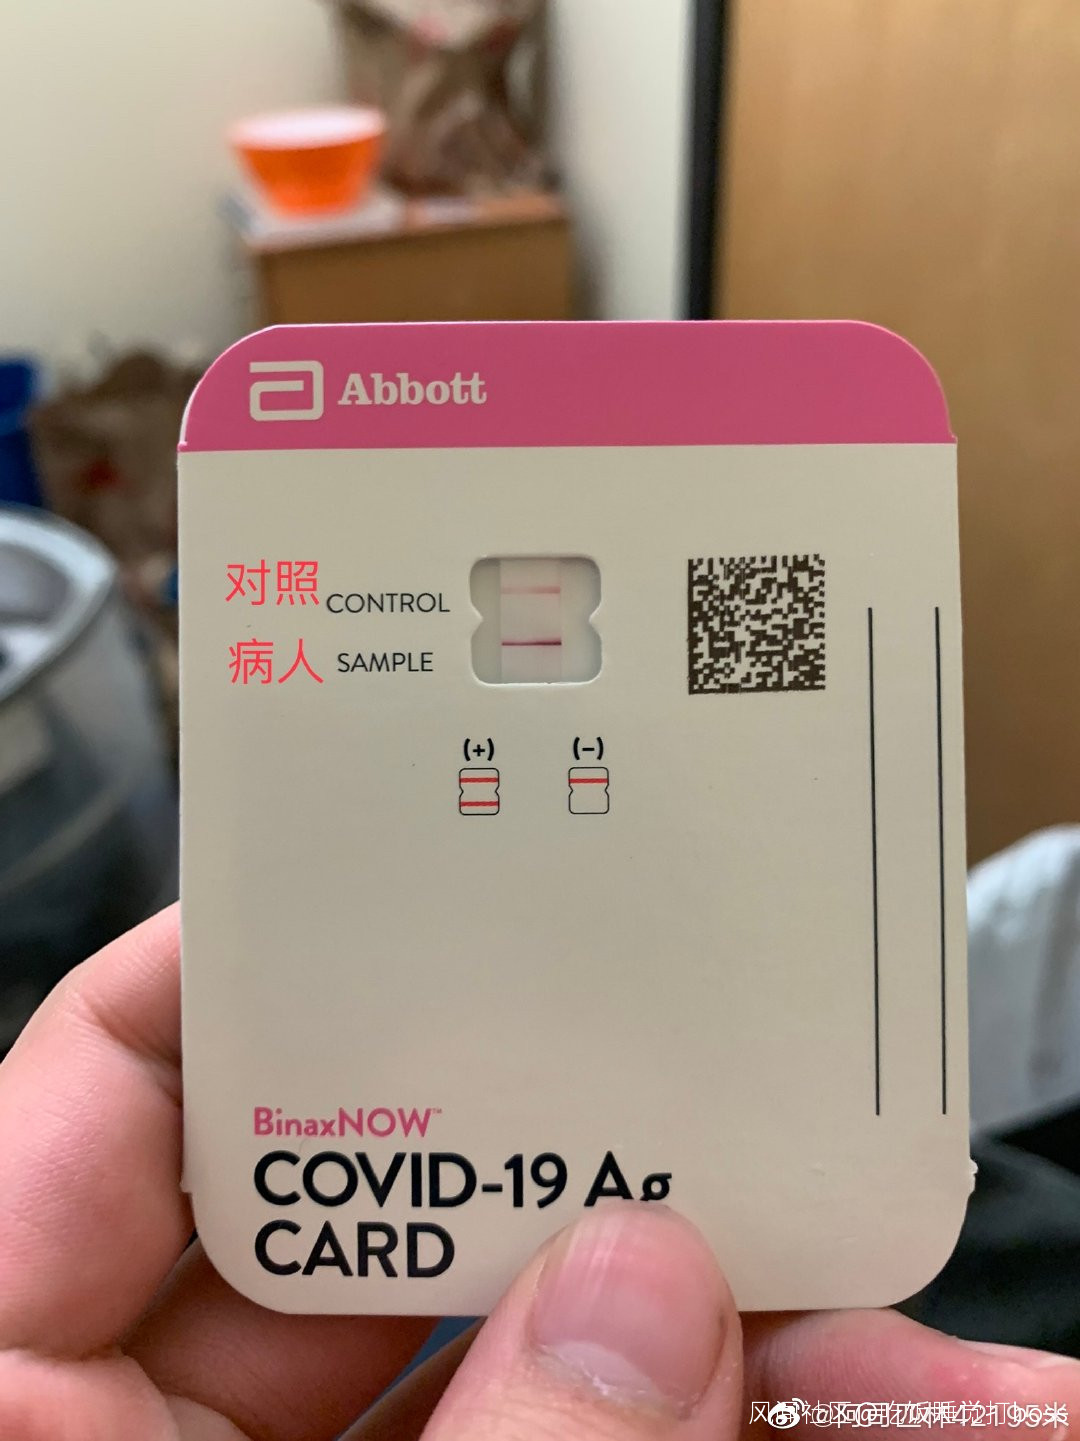 Abbott
对照 CONTROL
病人 SAMPLE
(+) (-)
BinaxNOW™
COVID-19 Ag
CARD